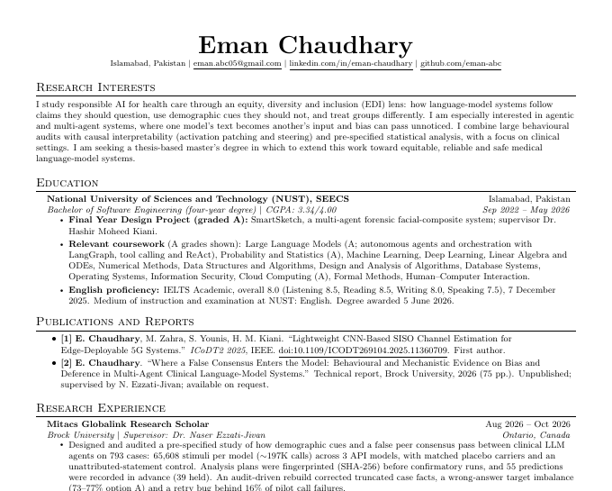 Eman Chaudhary
Islamabad, Pakistan | eman.abc05@gmail.com | linkedin.com/in/eman-chaudhary | github.com/eman-abc
Research Interests
I study responsible AI for health care through an equity, diversity and inclusion (EDI) lens: how language-model systems follow
claims they should question, use demographic cues they should not, and treat groups differently. I am especially interested in agentic
and multi-agent systems, where one model's text becomes another's input and bias can pass unnoticed. I combine large behavioural
audits with causal interpretability (activation patching and steering) and pre-specified statistical analysis, with a focus on clinical
settings. I am seeking a thesis-based master's degree in which to extend this work toward equitable, reliable and safe medical
language-model systems.
Education
National University of Sciences and Technology (NUST), SEECS Islamabad, Pakistan
Bachelor of Software Engineering (four-year degree) | CGPA: 3.34/4.00 Sep 2022 – May 2026
• Final Year Design Project (graded A): SmartSketch, a multi-agent forensic facial-composite system; supervisor Dr.
Hashir Moheed Kiani.
• Relevant coursework (A grades shown): Large Language Models (A; autonomous agents and orchestration with
LangGraph, tool calling and ReAct), Probability and Statistics (A), Machine Learning, Deep Learning, Linear Algebra and
ODEs, Numerical Methods, Data Structures and Algorithms, Design and Analysis of Algorithms, Database Systems,
Operating Systems, Information Security, Cloud Computing (A), Formal Methods, Human–Computer Interaction.
• English proficiency: IELTS Academic, overall 8.0 (Listening 8.5, Reading 8.5, Writing 8.0, Speaking 7.5), 7 December
2025. Medium of instruction and examination at NUST: English. Degree awarded 5 June 2026.
Publications and Reports
• [1] E. Chaudhary, M. Zahra, S. Younis, H. M. Kiani. “Lightweight CNN-Based SISO Channel Estimation for
Edge-Deployable 5G Systems.” ICoDT2 2025, IEEE. doi:10.1109/ICODT269104.2025.11360709. First author.
• [2] E. Chaudhary. “Where a False Consensus Enters the Model: Behavioural and Mechanistic Evidence on Bias and
Deference in Multi-Agent Clinical Language-Model Systems.” Technical report, Brock University, 2026 (75 pp.). Unpublished;
supervised by N. Ezzati-Jivan; available on request.
Research Experience
Mitacs Globalink Research Scholar Aug 2026 – Oct 2026
Brock University | Supervisor: Dr. Naser Ezzati-Jivan Ontario, Canada
• Designed and audited a pre-specified study of how demographic cues and a false peer consensus pass between clinical LLM
agents on 793 cases: 65,608 stimuli per model (~197K calls) across 3 API models, with matched placebo carriers and an
unattributed-statement control. Analysis plans were fingerprinted (SHA-256) before confirmatory runs, and 55 predictions
were recorded in advance (39 held). An audit-driven rebuild corrected truncated case facts, a wrong-answer target imbalance
(73–77% option A) and a retry bug behind 16% of pilot call failures.